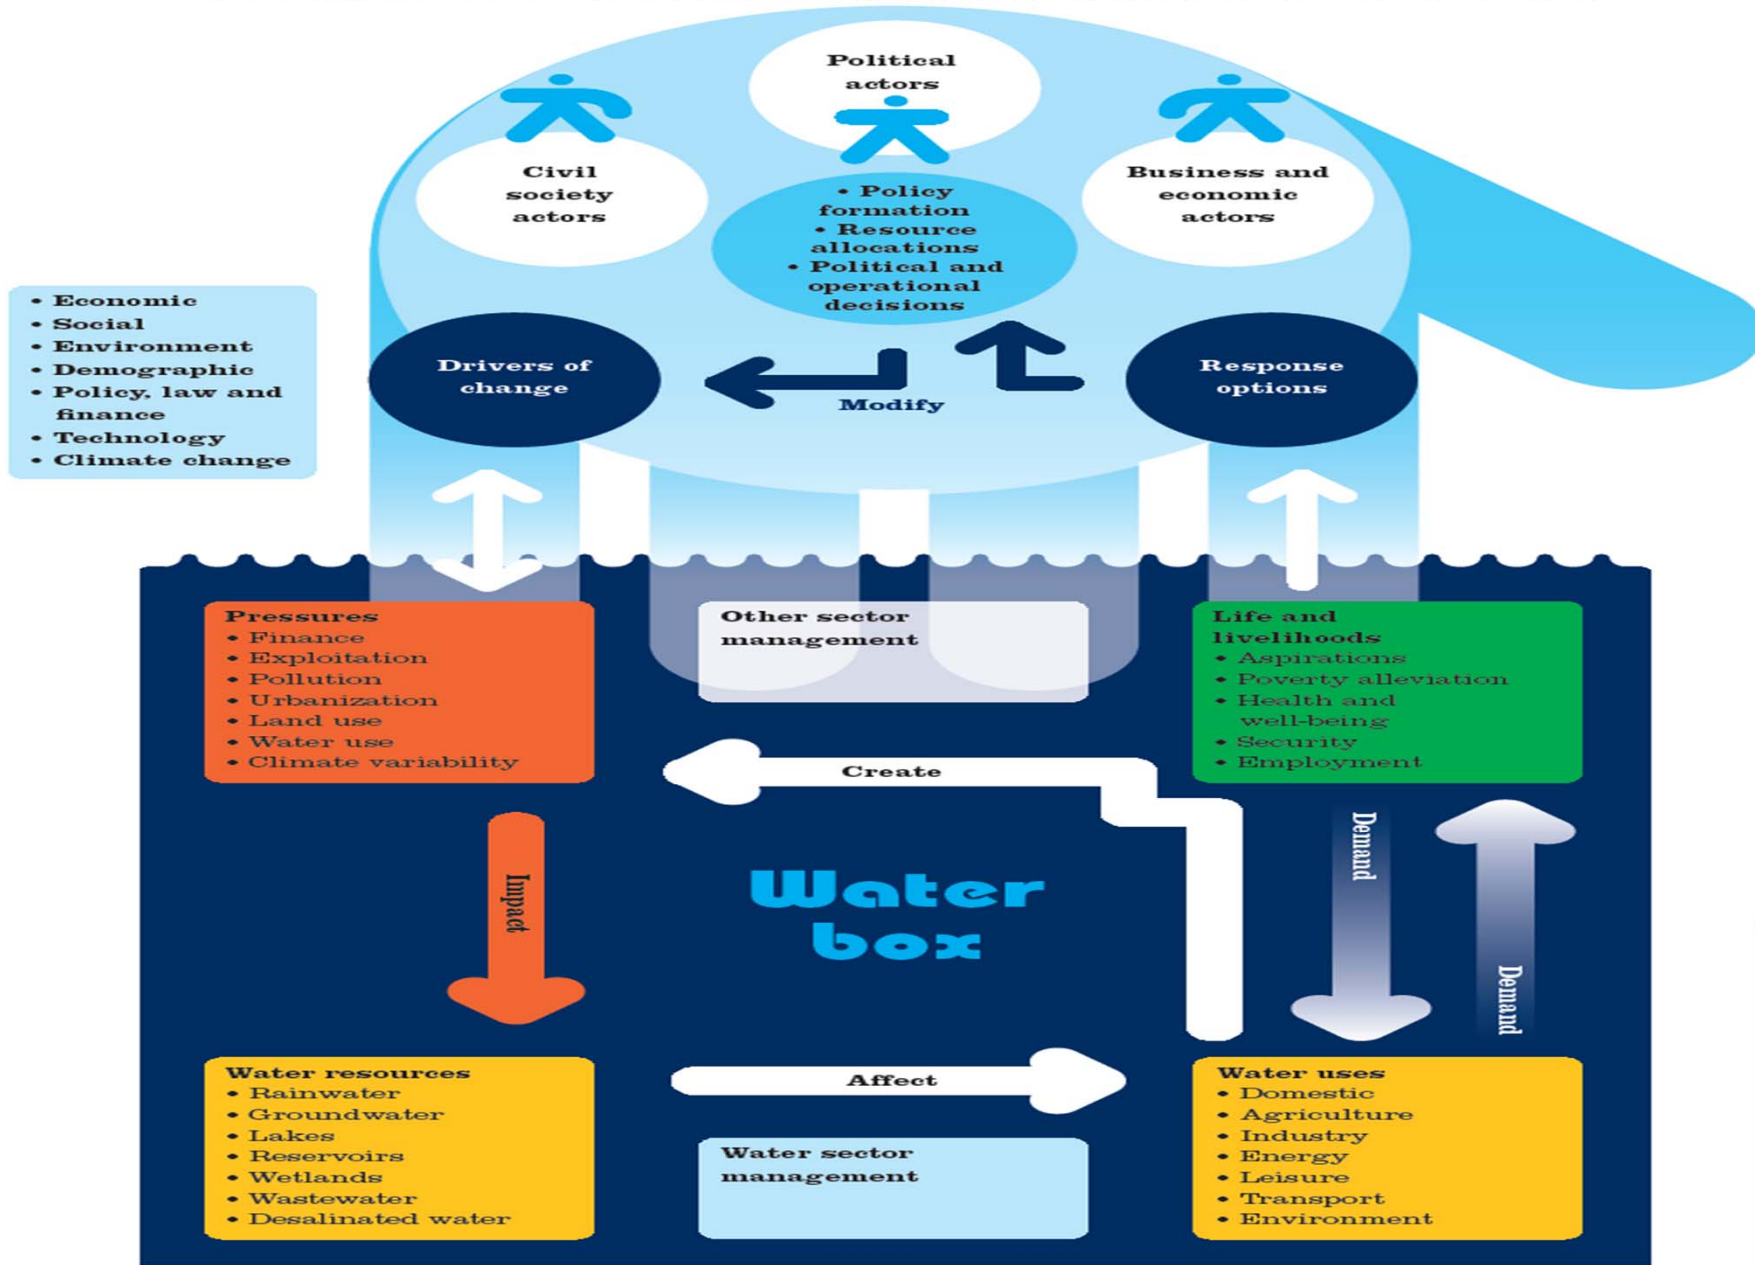 Political
actors
Civil
society
actors
Business and
economic
actors
• Policy
formation
• Resource
allocations
• Political and
operational
decisions
• Economic
• Social
• Environment
• Demographic
• Policy, law and
finance
• Technology
• Climate change
Drivers of
change
Modify
Response
options
Pressures
• Finance
• Exploitation
• Pollution
• Urbanization
• Land use
• Water use
• Climate variability
Other sector
management
Life and
livelihoods
• Aspirations
• Poverty alleviation
• Health and
well-being
• Security
• Employment
Create
Impact
Water
box
Demand
Demand
Water resources
• Rainwater
• Groundwater
• Lakes
• Reservoirs
• Wetlands
• Wastewater
• Desalinated water
Affect
Water sector
management
Water uses
• Domestic
• Agriculture
• Industry
• Energy
• Leisure
• Transport
• Environment